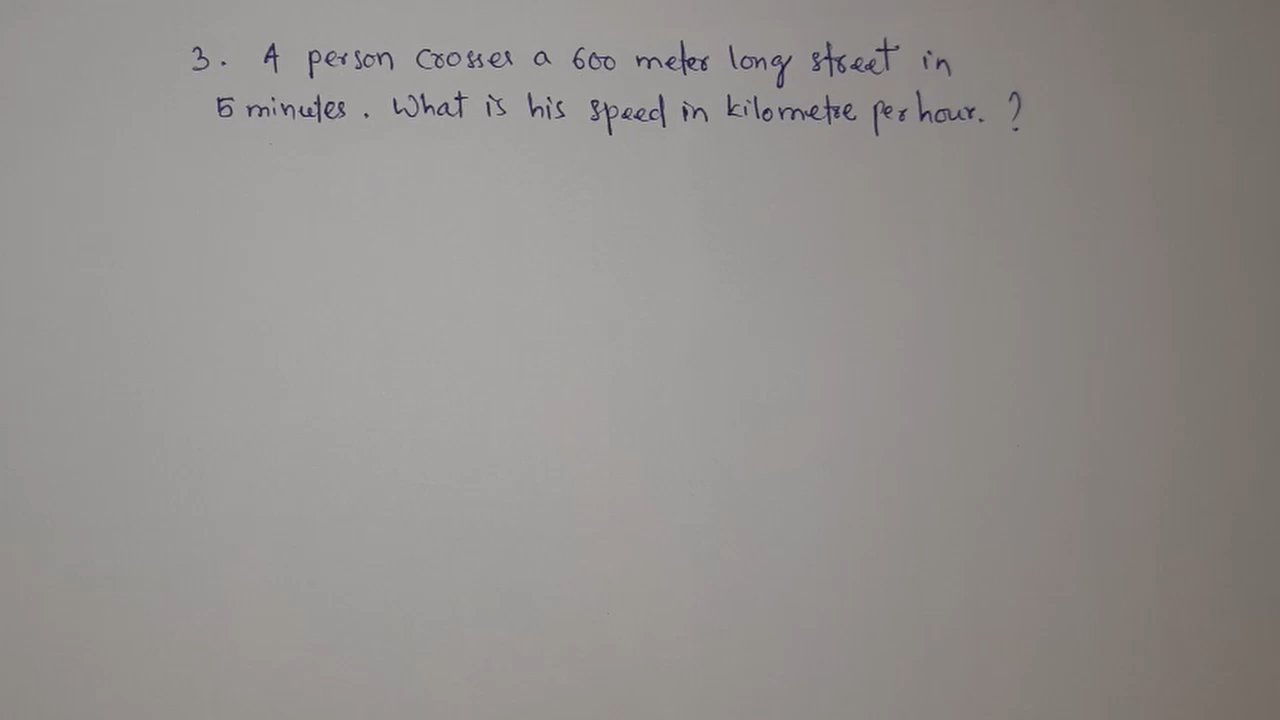 3. A person crosses a 600 meter long street in
5 minutes. What is his speed in kilometre per hour. ?